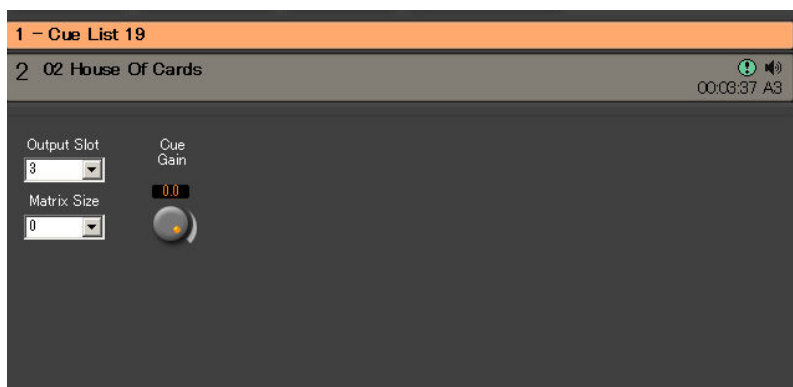 1 - Cue List 19
2 02 House Of Cards
00:03:37 A3
Output Slot
3
Cue
Gain
0.0
Matrix Size
0